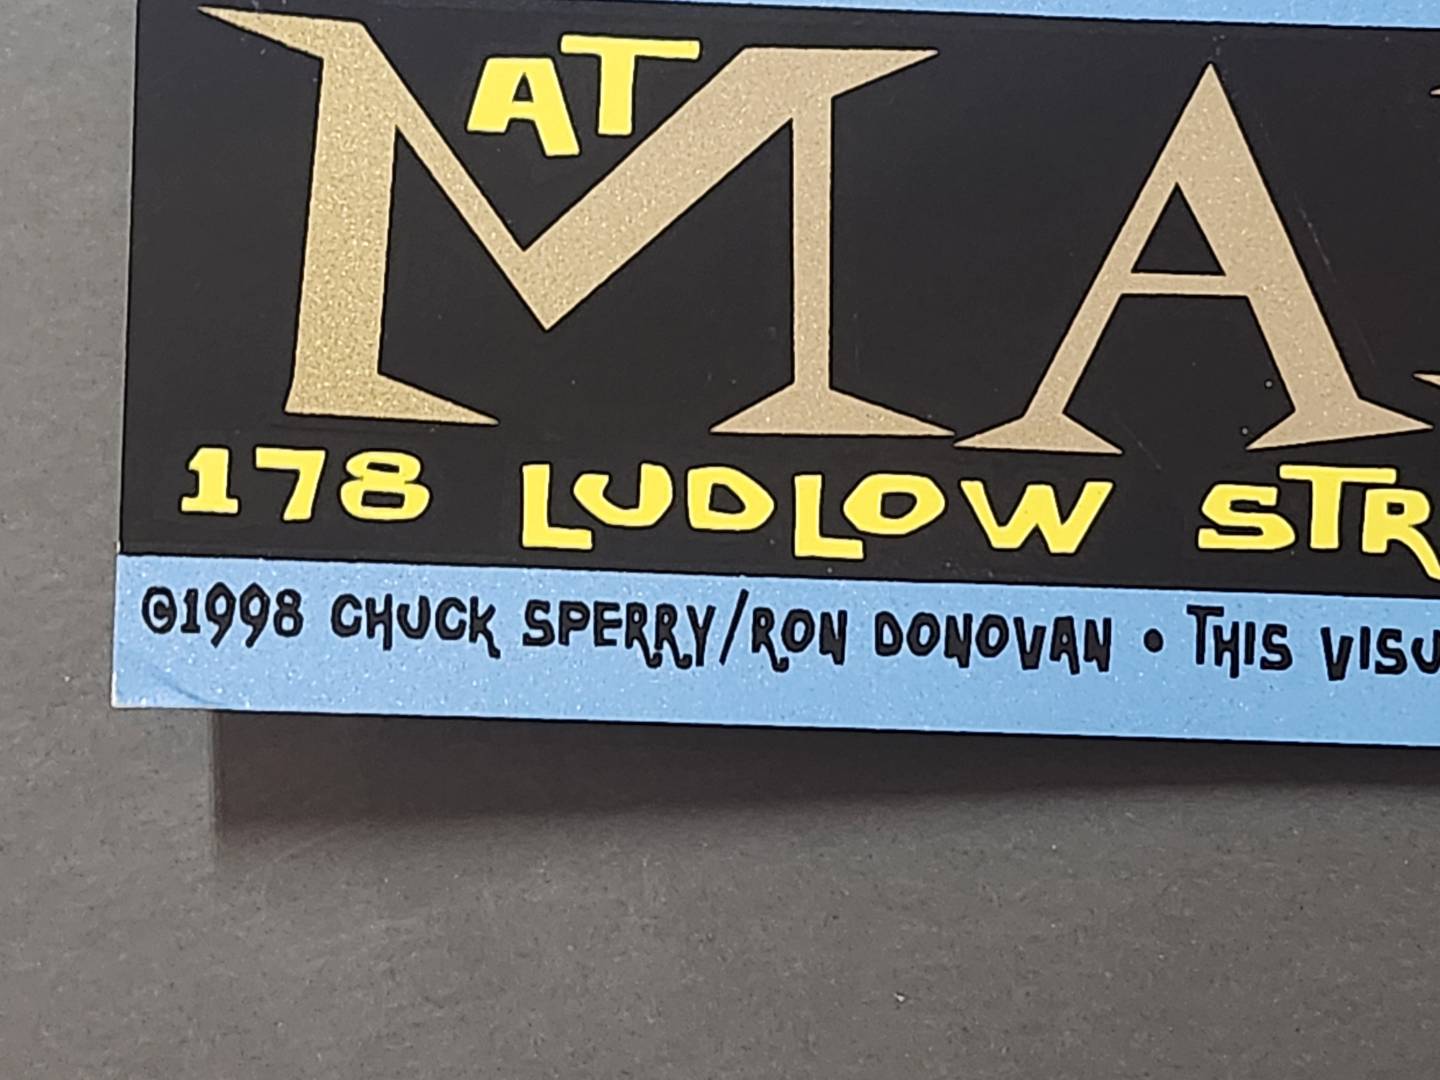 AT
MA
178 LUDLOW STR
©1998 CHUCK SPERRY/RON DONOVAN • THIS VISU